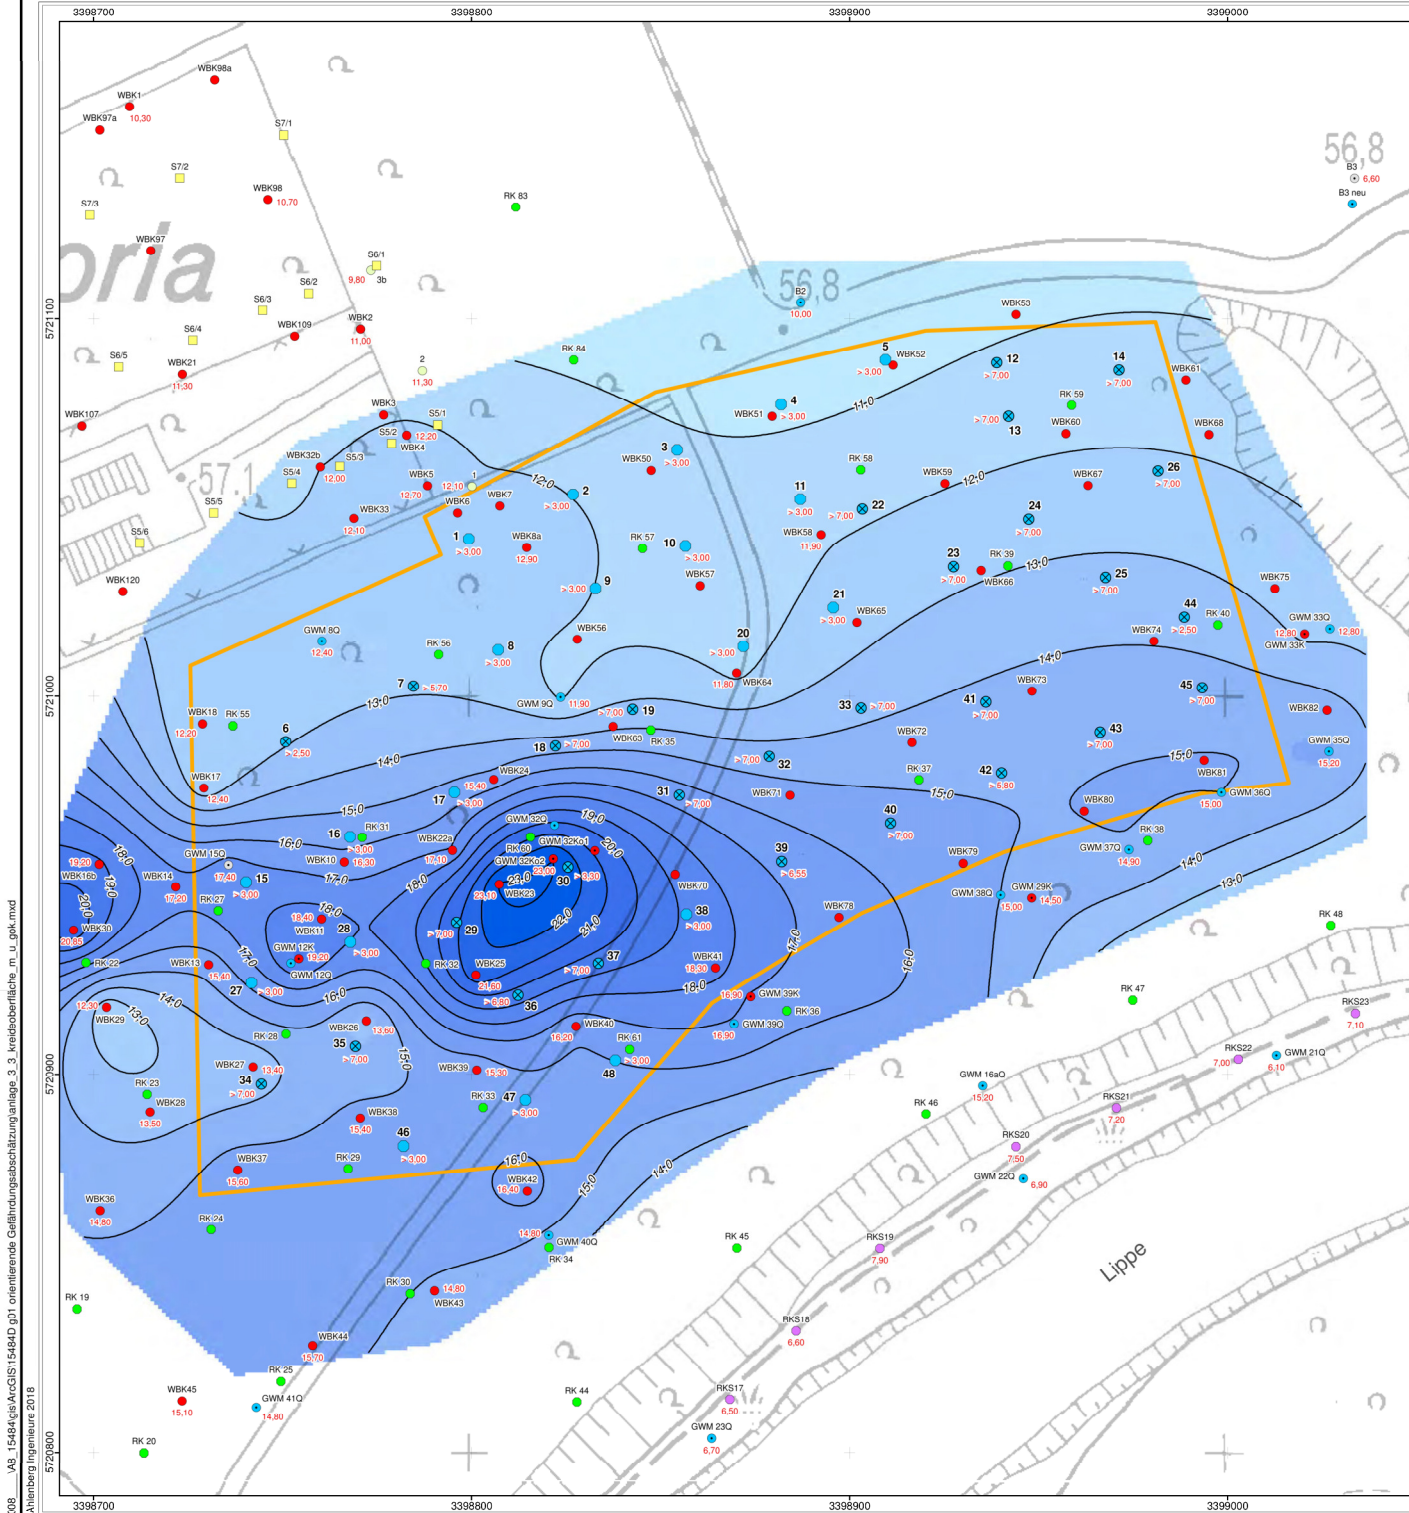 3398700 3398800 3398900 3399000
WBK98a
WBK1
10,30
WBK97a
S7/1
S7/2
WBK98
10,70
S7/3
RK 83
56,8
B3
6,60
B3 neu
WBK97
oria
S6/1
9,80
3b
S6/2
S6/3
S6/4
WBK109
WBK2
11,00
56,8
B2
10,00
5721100
WBK53
S6/5
WBK21
11,30
2
11,30
RK 84
5
> 3,00
WBK52
12
> 7,00
14
> 7,00
WBK61
11,0
4
WBK51
> 3,00
RK 59
> 7,00
13
WBK60
WBK68
WBK107
WBK3
S5/1
12,20
S5/2
WBK4
57.1
WBK32b
12,00
S5/3
S5/4
3
> 3,00
WBK50
RK 58
WBK59
12,0
WBK67
26
> 7,00
WBK5
12,70
12,10
1
12,0
WBK7
2
> 3,00
11
> 3,00
22
> 7,00
24
> 7,00
S5/5
WBK33
12,10
WBK6
S5/6
1
> 3,00
WBK8a
12,90
RK 57
10
> 3,00
WBK58
11,90
23
> 7,00
RK 39
WBK66
13,0
25
> 7,00
WBK120
9
> 3,00
WBK57
21
> 3,00
WBK65
44
> 2,50
RK 40
WBK75
GWM 33Q
12,80
12,80
GWM 33K
GWM 8Q
12,40
RK 56
8
> 3,00
WBK56
20
> 3,00
11,80
WBK64
WBK74
14,0
7
> 5,70
GWM 9Q
11,90
13,0
WBK73
45
> 7,00
5721000
WBK18
12,20
RK 55
6
> 2,50
> 7,00
19
WBK63
RK 35
33
> 7,00
41
> 7,00
WBK82
43
> 7,00
WBK72
GWM 35Q
15,20
18
> 7,00
14,0
> 7,00
32
WBK17
12,40
WBK24
15,40
17
> 3,00
31
> 7,00
WBK71
RK 37
42
> 5,80
15,0
WBK81
GWM 36Q
15,00
WBK80
15,0
15,0
16,0
16
> 3,00
RK 31
WBK10
16,30
WBK22a
17,10
GWM 32Q
19,0
RK 60
GWM 32Ko1
20,0
GWM 32Ko2
23,00
40
> 7,00
RK 38
GWM 37Q
14,90
14,0
13,0
18,0
19,20
WBK16b
19,0
20,0
GWM 15Q
17,40
15
> 3,00
17,0
WBK14
17,20
18,0
23,10
WBK23
23,0
30
> 3,30
22,0
21,0
WBK70
39
> 6,55
WBK79
GWM 38Q
15,00
GWM 29K
14,50
RK 27
18,0
18,40
WBK11
28
> 3,00
29
> 7,00
38
> 3,00
WBK78
RK 48
WBK30
20,85
RK 22
WBK13
15,40
17,0
GWM 12K
19,20
GWM 12Q
RK 32
WBK25
21,60
> 7,00
37
WBK41
18,30
17,0
16,0
27
> 3,00
16,0
> 6,80
36
18,0
16,90
GWM 39K
RK 47
12,30
WBK29
14,0
13,0
RK 28
WBK26
13,60
35
> 7,00
15,0
WBK40
16,20
GWM 39Q
16,90
RK 36
RKS23
7,10
RKS22
7,00
GWM 21Q
6,10
5720900
WBK27
13,40
34
> 7,00
WBK39
15,30
RK 61
> 3,00
48
GWM 16aQ
15,20
RK 23
WBK28
13,50
RK 33
47
> 3,00
RK 46
RKS21
7,20
WBK38
15,40
46
> 3,00
RKS20
7,50
WBK37
15,60
RK 29
16,0
WBK42
16,40
15,0
14,0
GWM 22Q
6,90
WBK36
14,80
RK 24
14,80
GWM 40Q
RK 34
RK 45
RKS19
7,90
Lippe
RK 30
14,80
WBK43
RK 19
RKS18
6,60
WBK44
15,70
RK 25
WBK45
15,10
GWM 41Q
14,80
RK 44
RKS17
6,50
GWM 23Q
6,70
RK 20
5720800
3398700 3398800 3398900 3399000
\AB_15484\gis\ArcGIS\15484D g01 orientierende Gefährdungsabschätzung\anlage_3_3_kreideoberfläche_m_u_gok.mxd
Ahlenberg Ingenieure 2018